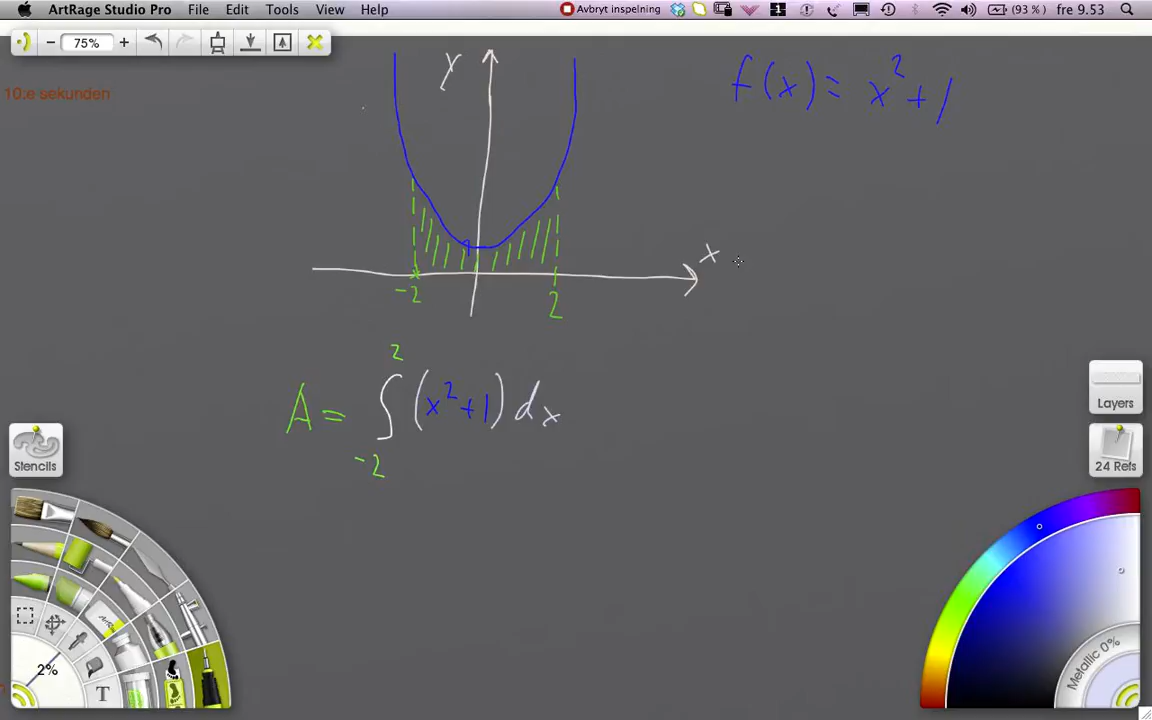 ArtRage Studio Pro File Edit Tools View Help Avbryt inspelning 1 (93 %) fre 9.53
75%
10:e sekunden
y
f(x) = x² + 1
x
-2
2
A = ∫ (x² + 1) dx
2
-2
Layers
24 Refs
Stencils
2%
T
Metallic 0%